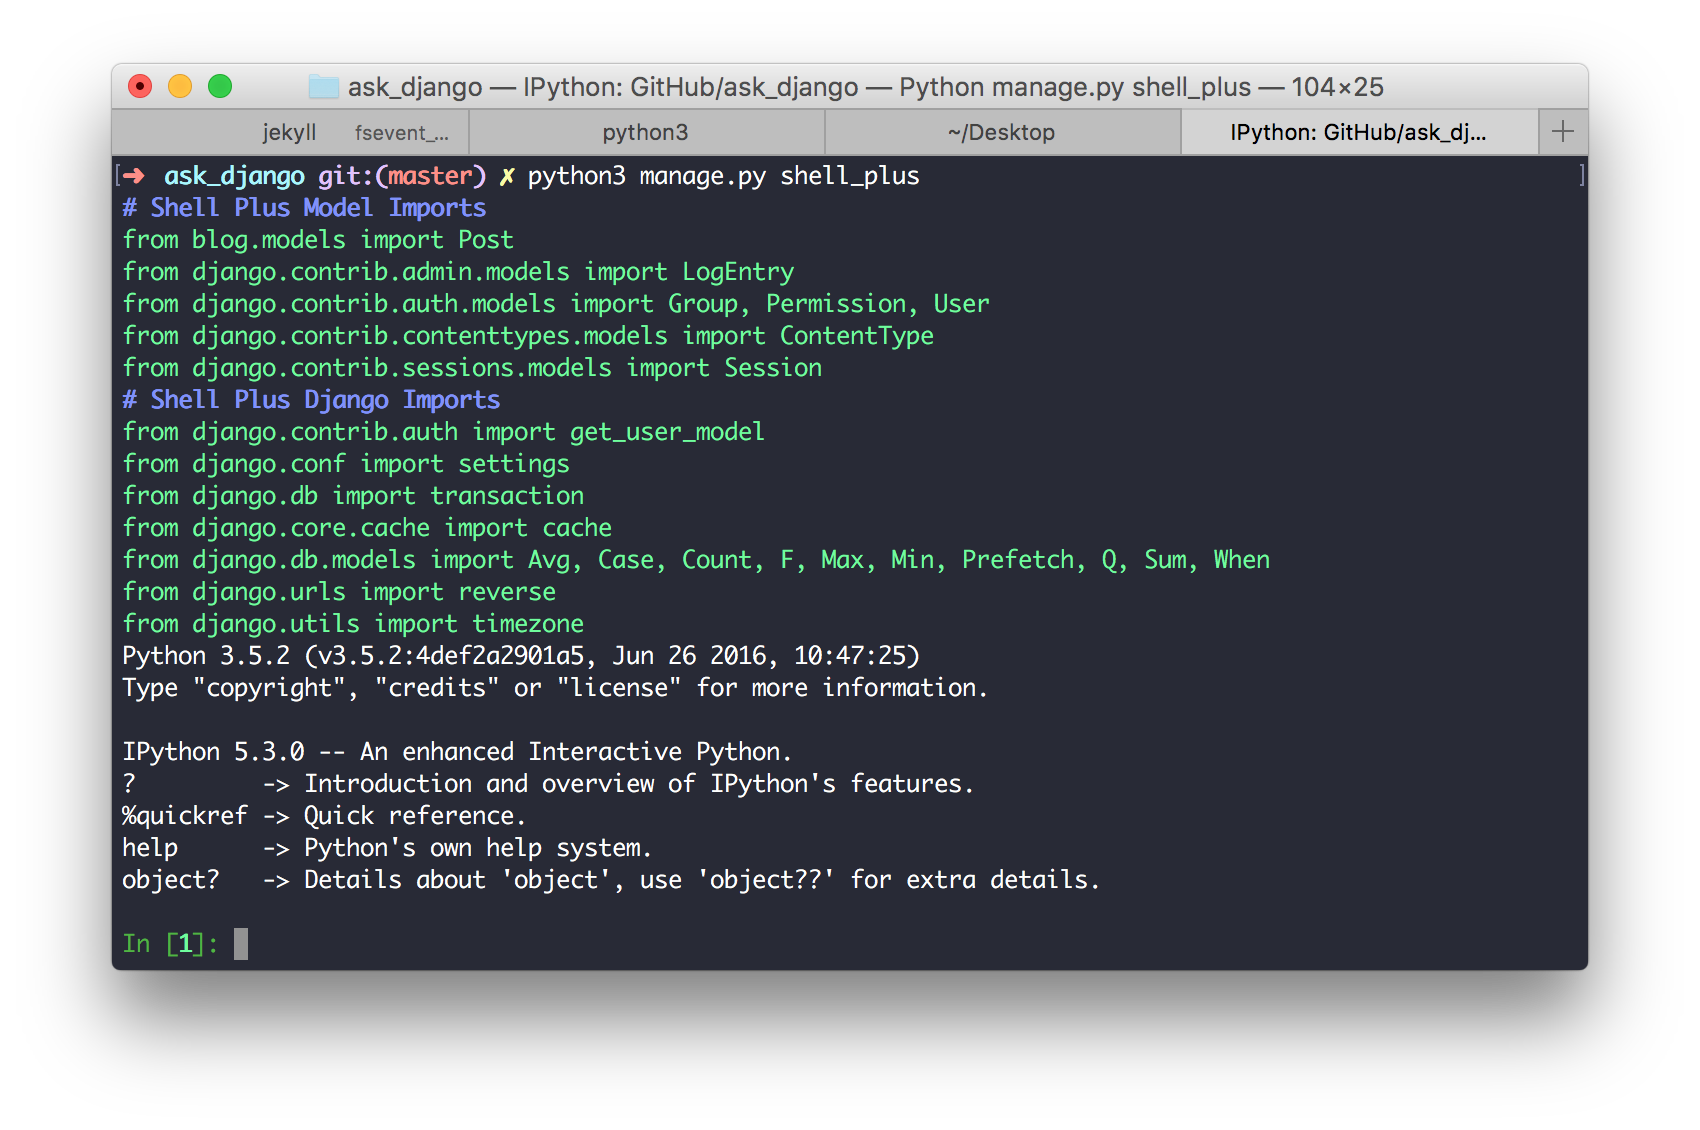 ask_django — IPython: GitHub/ask_django — Python manage.py shell_plus — 104×25
jekyll fsevent_... python3 ~/Desktop IPython: GitHub/ask_dj... +
[➜ ask_django git:(master) ✗ python3 manage.py shell_plus ]
# Shell Plus Model Imports
from blog.models import Post
from django.contrib.admin.models import LogEntry
from django.contrib.auth.models import Group, Permission, User
from django.contrib.contenttypes.models import ContentType
from django.contrib.sessions.models import Session
# Shell Plus Django Imports
from django.contrib.auth import get_user_model
from django.conf import settings
from django.db import transaction
from django.core.cache import cache
from django.db.models import Avg, Case, Count, F, Max, Min, Prefetch, Q, Sum, When
from django.urls import reverse
from django.utils import timezone
Python 3.5.2 (v3.5.2:4def2a2901a5, Jun 26 2016, 10:47:25)
Type "copyright", "credits" or "license" for more information.
IPython 5.3.0 -- An enhanced Interactive Python.
?         -> Introduction and overview of IPython's features.
%quickref -> Quick reference.
help      -> Python's own help system.
object?   -> Details about 'object', use 'object??' for extra details.
In [1]: